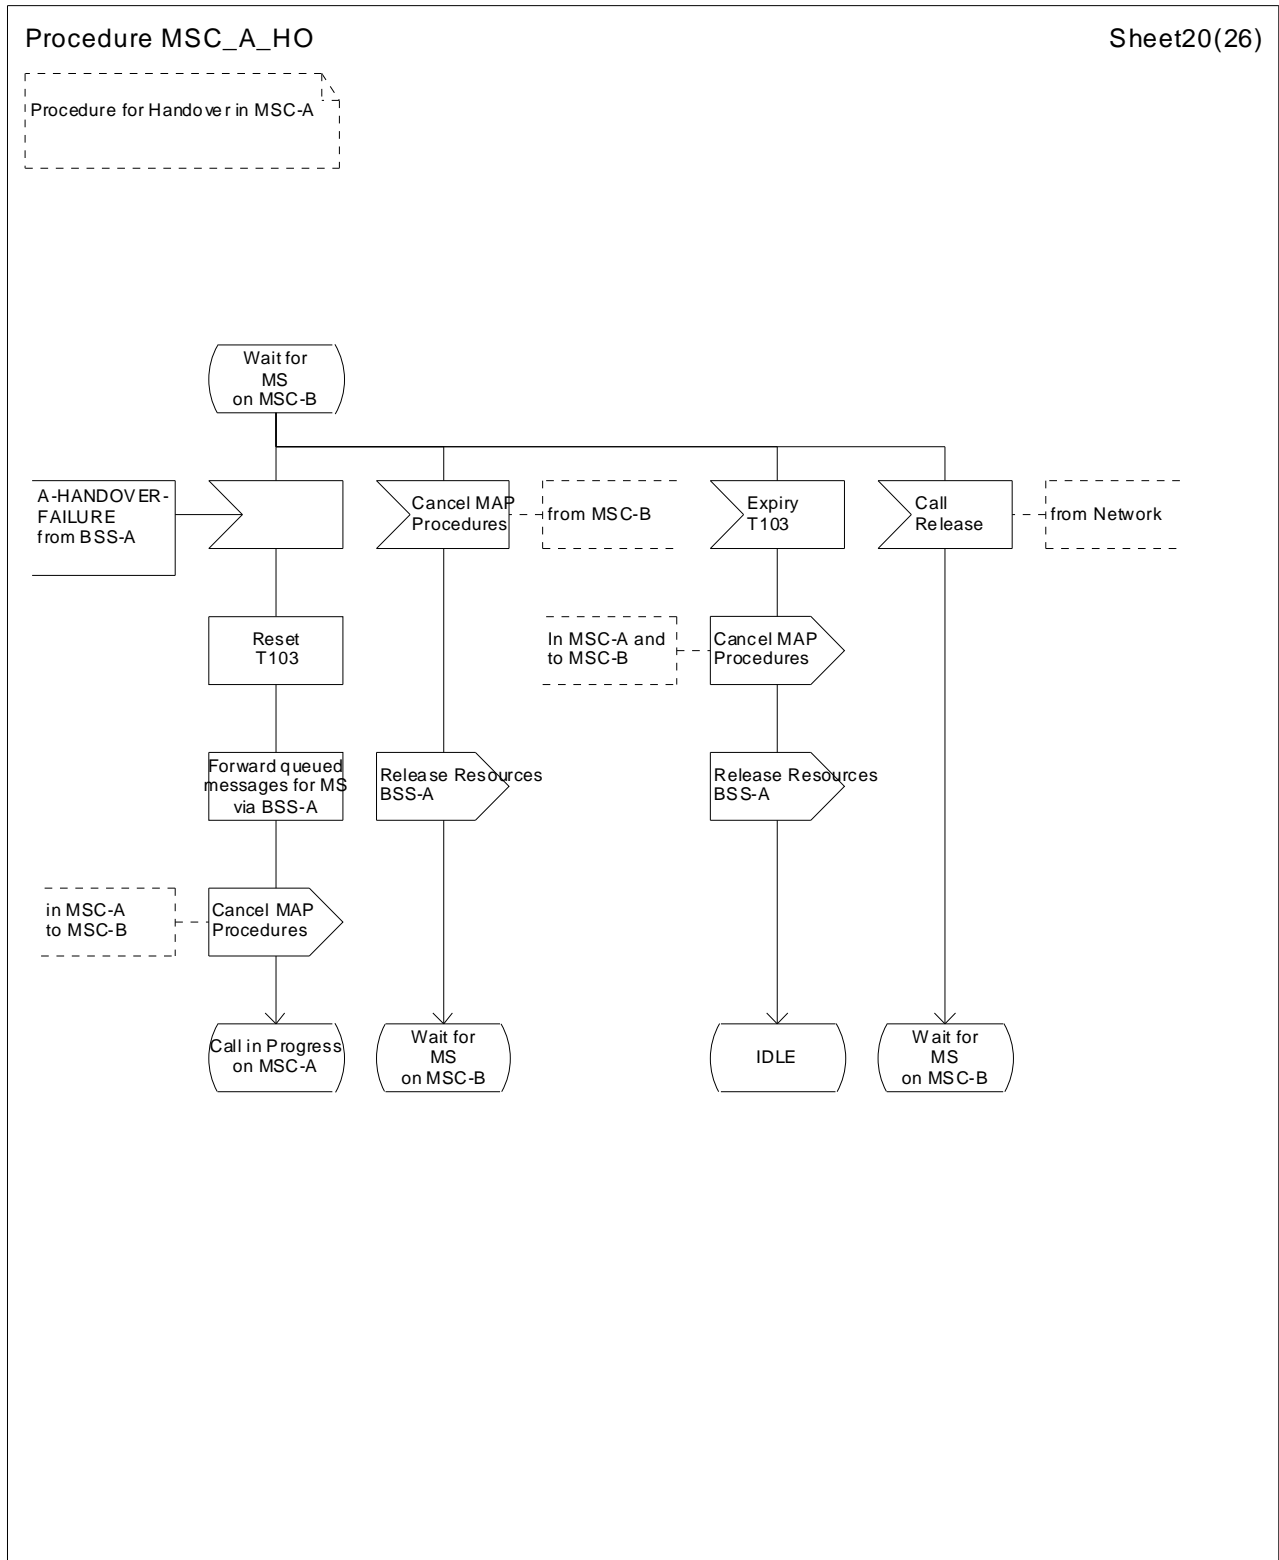 Procedure MSC_A_HO
Sheet20(26)
Procedure for Handover in MSC-A
Wait for
MS
on MSC-B
A-HANDOVER-
FAILURE
from BSS-A
Cancel MAP
Procedures
from MSC-B
Expiry
T103
Call
Release
from Network
Reset
T103
In MSC-A and
to MSC-B
Cancel MAP
Procedures
Forward queued
messages for MS
via BSS-A
Release Resources
BSS-A
Release Resources
BSS-A
in MSC-A
to MSC-B
Cancel MAP
Procedures
Call in Progress
on MSC-A
Wait for
MS
on MSC-B
IDLE
Wait for
MS
on MSC-B